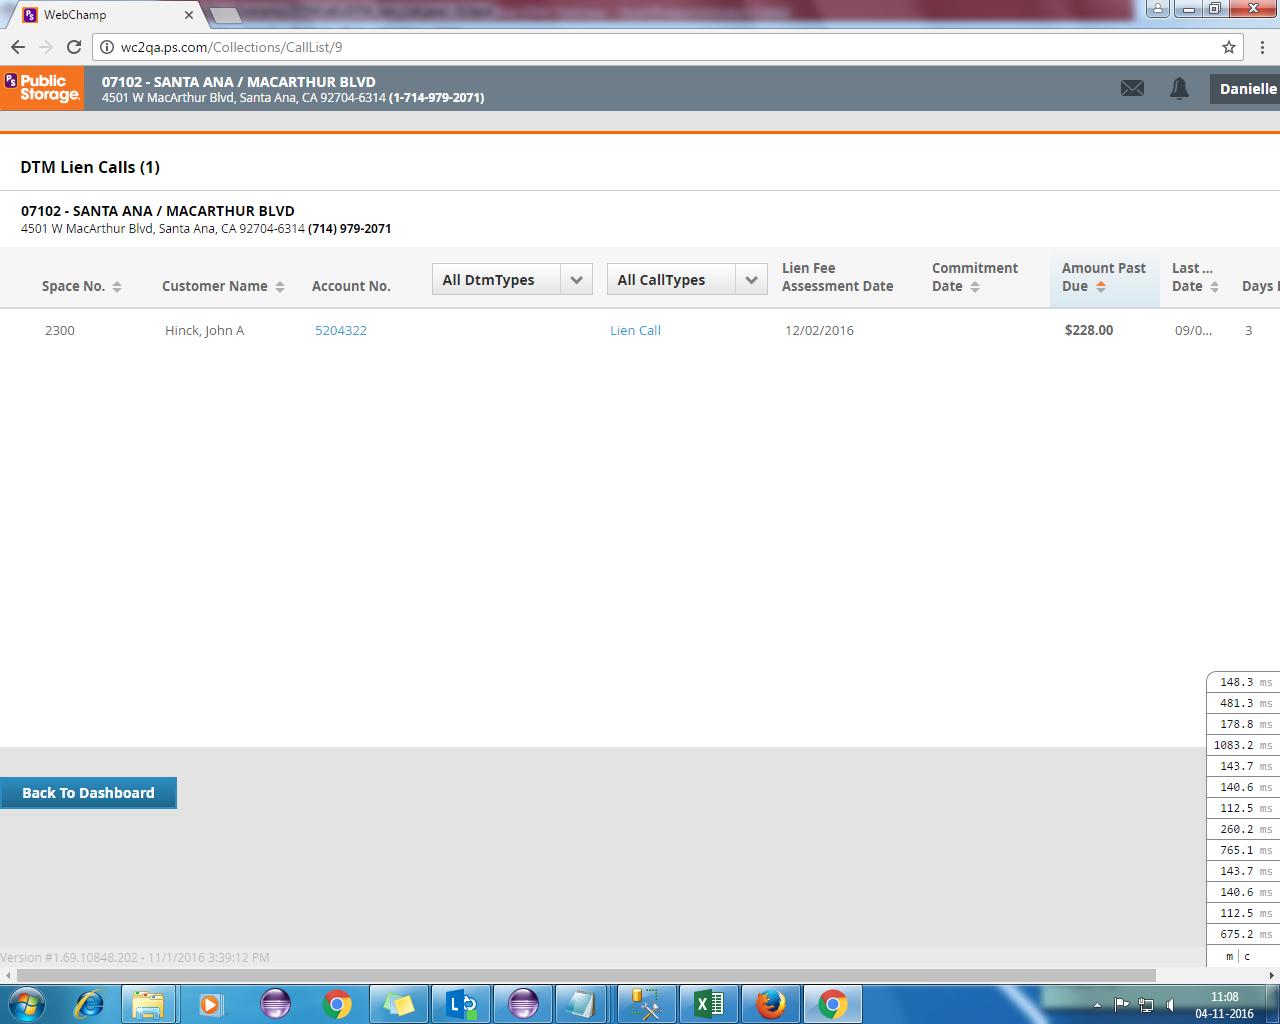 WebChamp
wc2qa.ps.com/Collections/CallList/9
PS Public Storage.
07102 - SANTA ANA / MACARTHUR BLVD
4501 W MacArthur Blvd, Santa Ana, CA 92704-6314 (1-714-979-2071)
Danielle
DTM Lien Calls (1)
07102 - SANTA ANA / MACARTHUR BLVD
4501 W MacArthur Blvd, Santa Ana, CA 92704-6314 (714) 979-2071
Space No. Customer Name Account No. All DtmTypes All CallTypes Lien Fee Assessment Date Commitment Date Amount Past Due Last ... Date Days
2300 Hinck, John A 5204322 Lien Call 12/02/2016 $228.00 09/0... 3
148.3 ms
481.3 ms
178.8 ms
1083.2 ms
143.7 ms
140.6 ms
112.5 ms
260.2 ms
765.1 ms
143.7 ms
140.6 ms
112.5 ms
675.2 ms
m | c
Back To Dashboard
Version #1.69.10848.202 - 11/1/2016 3:39:12 PM
11:08
04-11-2016